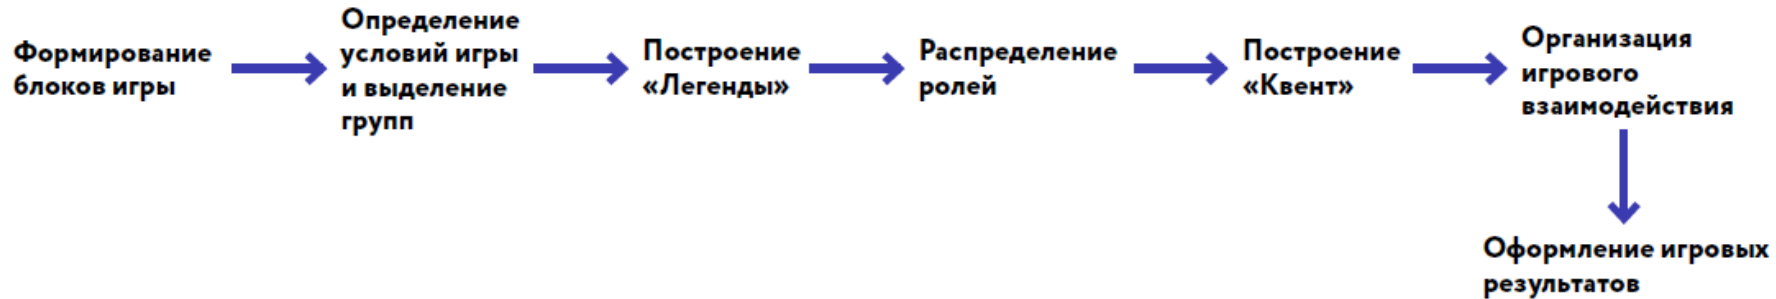 Формирование
блоков игры
Определение
условий игры
и выделение
групп
Построение
«Легенды»
Распределение
ролей
Построение
«Квент»
Организация
игрового
взаимодействия
Оформление игровых
результатов